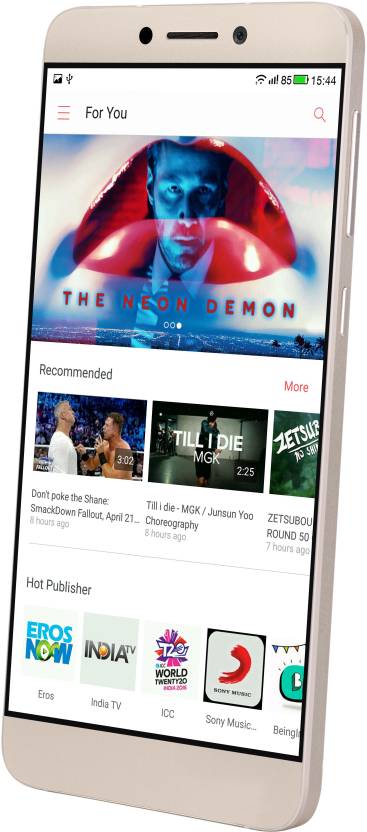 85 15:44
For You
THE NEON DEMON
Recommended
More
FALLOUT
3:02
TILL I DIE
MGK
2:25
ZETSUB
Don't poke the Shane:
SmackDown Fallout, April 21...
8 hours ago
Till i die - MGK / Junsun Yoo
Choreography
8 hours ago
ZETSUBOU
ROUND 50
7 hours ago
Hot Publisher
EROS
NOW
INDIA TV
ICC
WORLD
TWENTY20
INDIA 2016
SONY MUSIC
Eros
India TV
ICC
Sony Music...
BeingIn